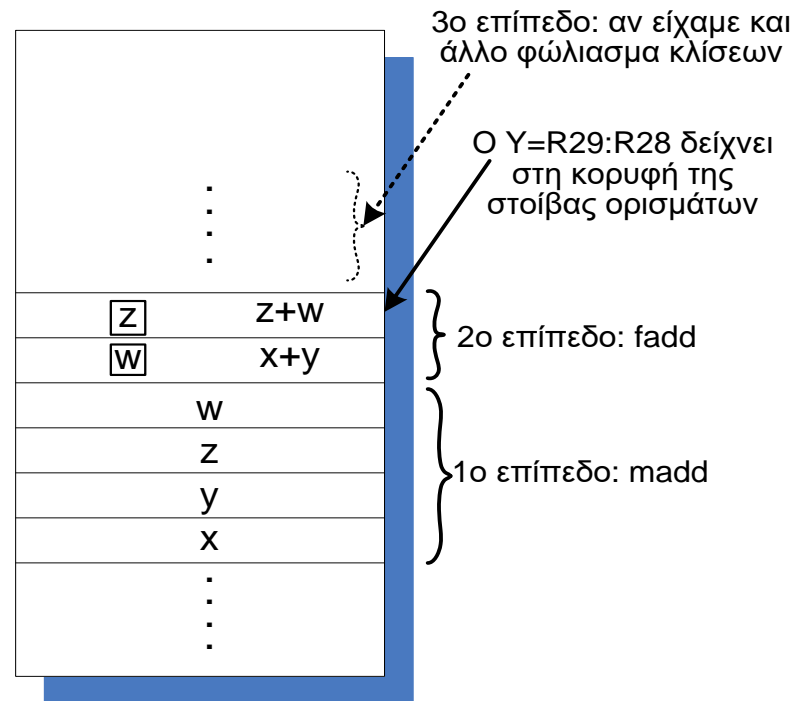 3ο επίπεδο: αν είχαμε και
άλλο φώλιασμα κλίσεων
Ο Υ=R29:R28 δείχνει
στη κορυφή της
στοίβας ορισμάτων
z z+w
w x+y
2ο επίπεδο: fadd
w
z
y
x
1ο επίπεδο: madd